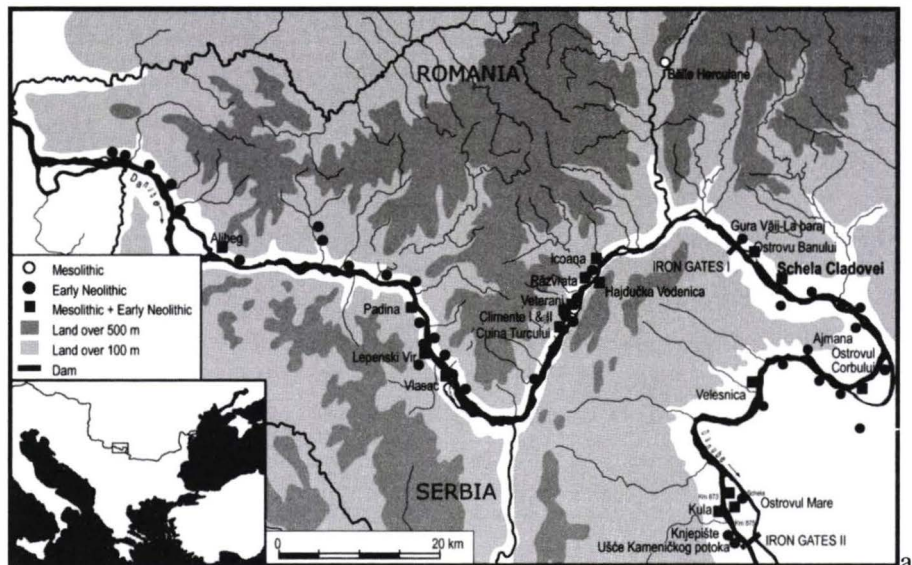 ROMANIA
Băile Herculane
Danube
Alibeg
Gura Văii-La baraj
Ostrovu Banului
Icoana
IRON GATES I
Schela Cladovei
Răzvrata
Hajdučka Vodenica
Veterani
Climente I & II
Cuina Turcului
Padina
Lepenski Vir
Vlasac
Ajmana
Ostrovul
Corbului
Velesnica
Danube
SERBIA
Schela
Ostrovul Mare
Kula
Knjepište
Ušće Kameničkog potoka
IRON GATES II
Mesolithic
Early Neolithic
Mesolithic + Early Neolithic
Land over 500 m
Land over 100 m
Dam
0
20 km
a